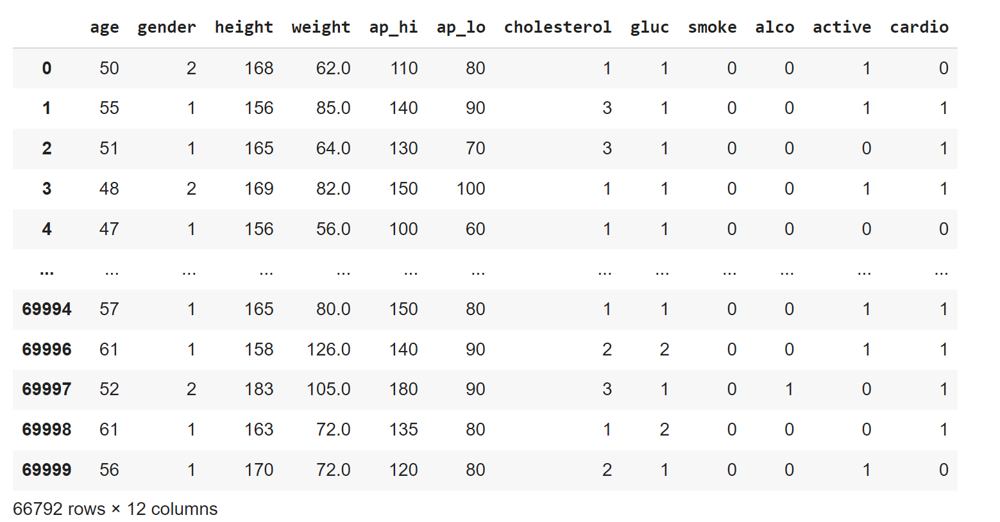 age gender height weight ap_hi ap_lo cholesterol gluc smoke alco active cardio
0 50 2 168 62.0 110 80 1 1 0 0 1 0
1 55 1 156 85.0 140 90 3 1 0 0 1 1
2 51 1 165 64.0 130 70 3 1 0 0 0 1
3 48 2 169 82.0 150 100 1 1 0 0 1 1
4 47 1 156 56.0 100 60 1 1 0 0 0 0
... ... ... ... ... ... ... ... ... ... ... ... ...
69994 57 1 165 80.0 150 80 1 1 0 0 1 1
69996 61 1 158 126.0 140 90 2 2 0 0 1 1
69997 52 2 183 105.0 180 90 3 1 0 1 0 1
69998 61 1 163 72.0 135 80 1 2 0 0 0 1
69999 56 1 170 72.0 120 80 2 1 0 0 1 0
66792 rows × 12 columns